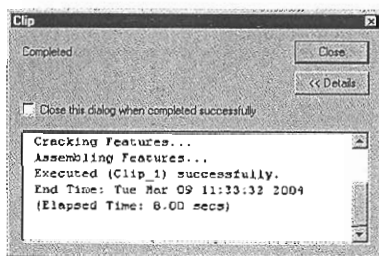 Clip
Completed
Close
<< Details
Close this dialog when completed successfully
Cracking Features...
Assembling Features...
Executed (Clip_1) successfully.
End Time: Tue Mar 09 11:33:32 2004
(Elapsed Time: 8.00 secs)